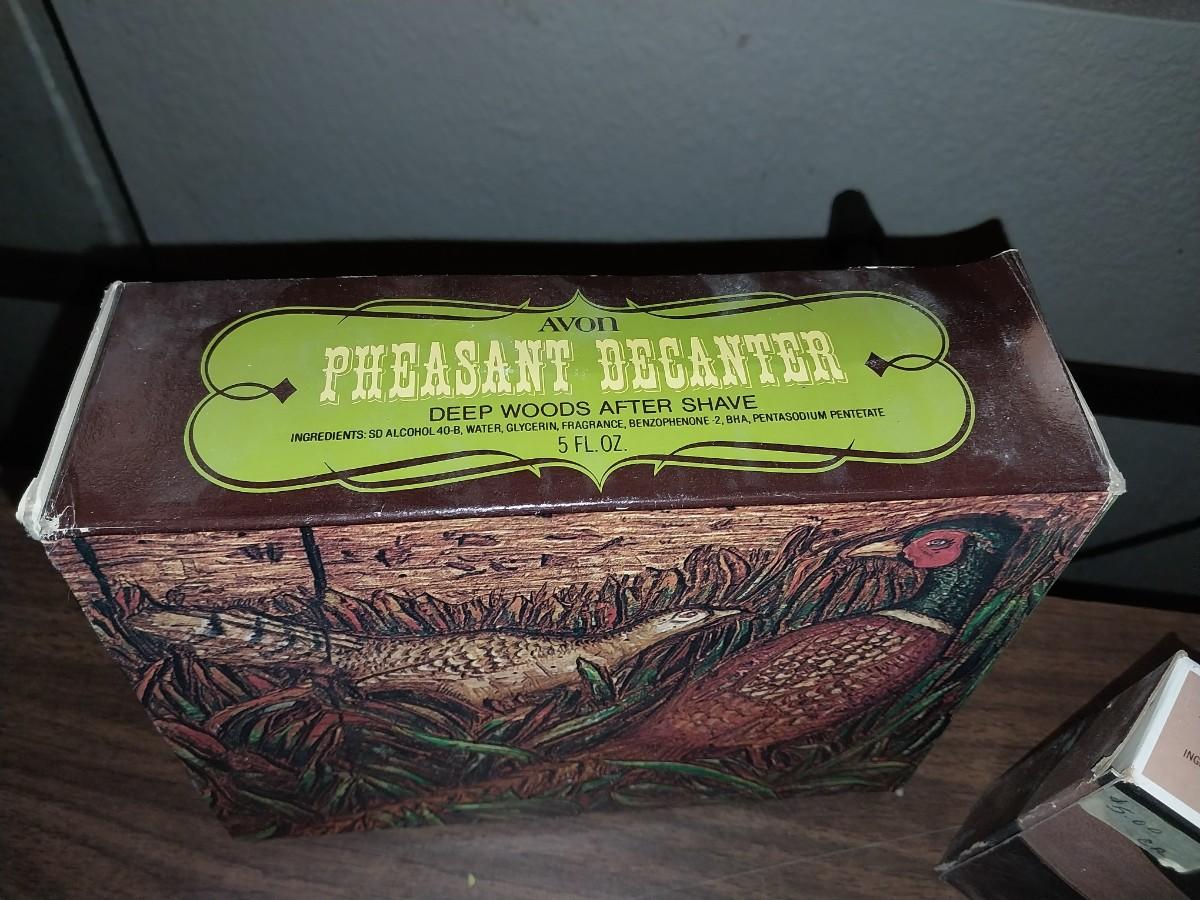 AVON
PHEASANT DECANTER
DEEP WOODS AFTER SHAVE
INGREDIENTS: SD ALCOHOL 40-B, WATER, GLYCERIN, FRAGRANCE, BENZOPHENONE-2, BHA, PENTASODIUM PENTETATE
5 FL.OZ.
ING